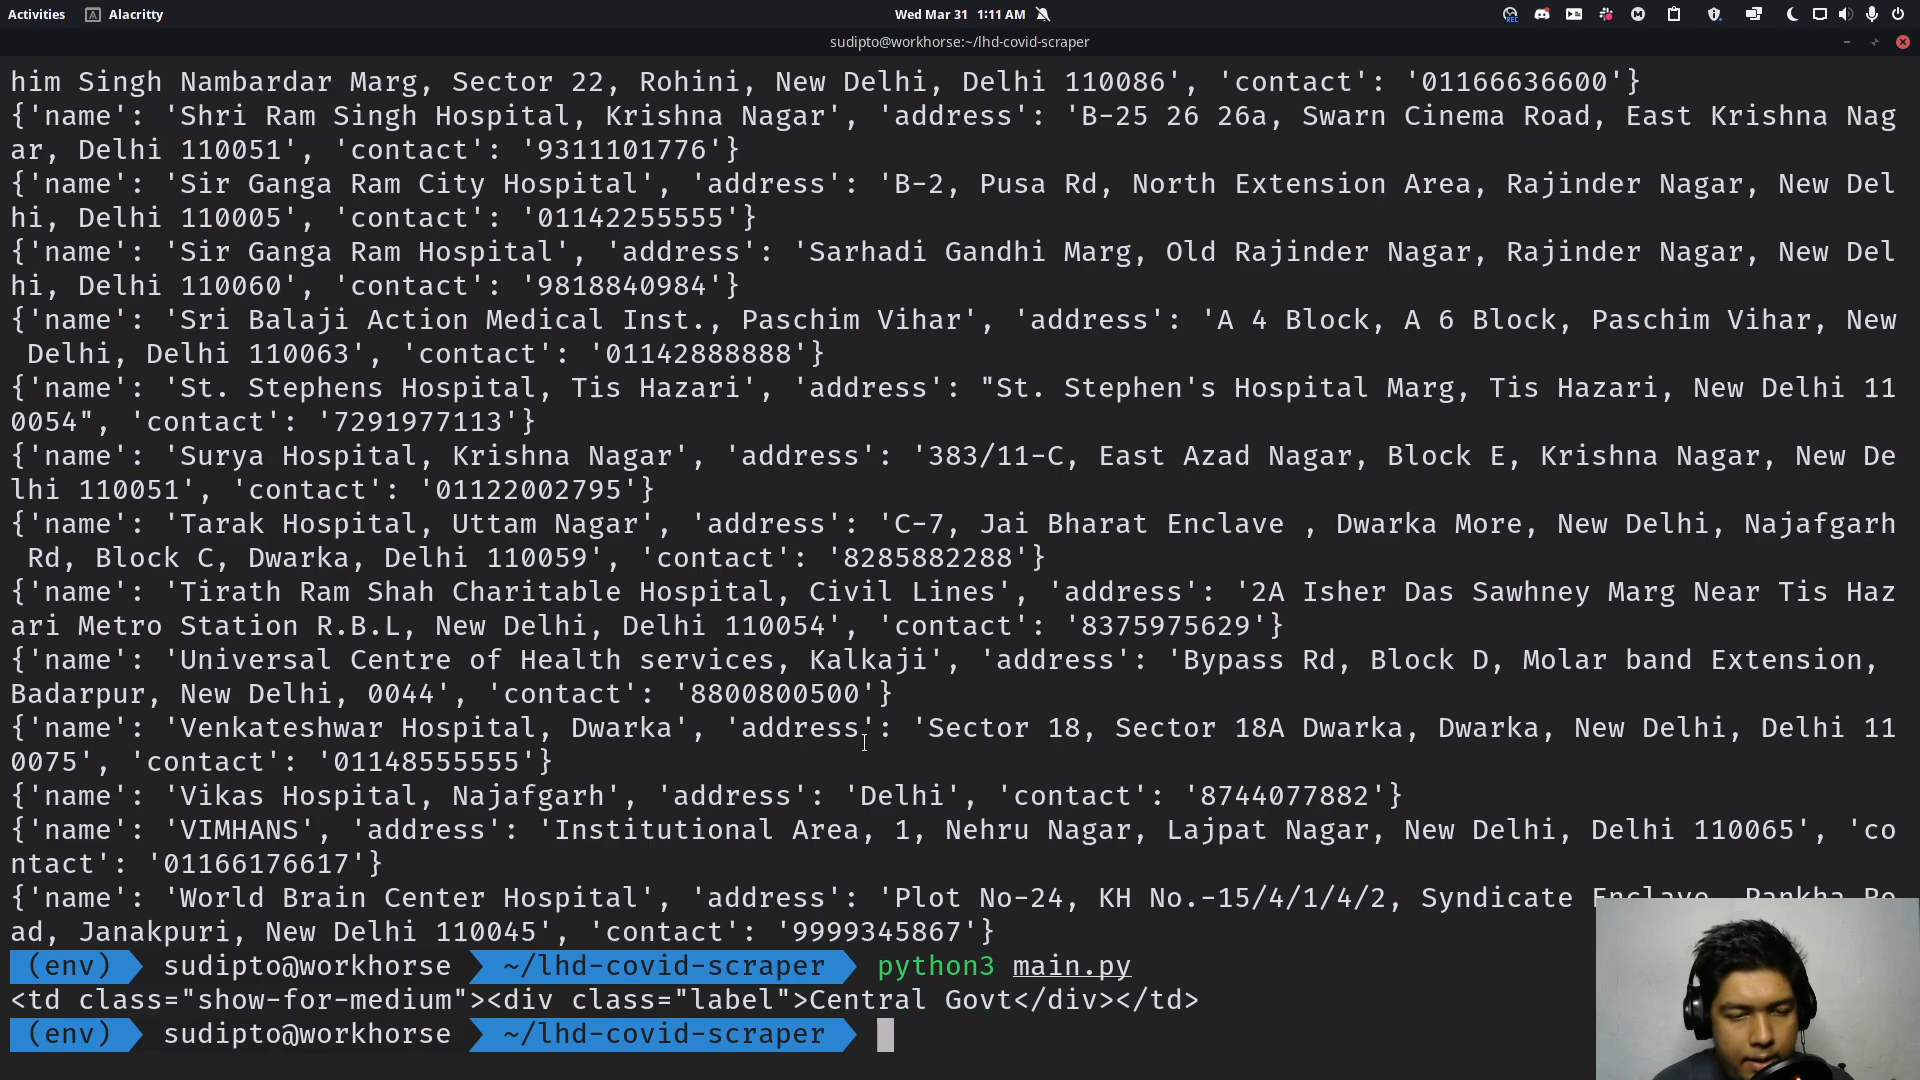 Activities Alacritty Wed Mar 31 1:11 AM
sudipto@workhorse:~/lhd-covid-scraper
him Singh Nambardar Marg, Sector 22, Rohini, New Delhi, Delhi 110086', 'contact': '01166636600'}
{'name': 'Shri Ram Singh Hospital, Krishna Nagar', 'address': 'B-25 26 26a, Swarn Cinema Road, East Krishna Nag
ar, Delhi 110051', 'contact': '9311101776'}
{'name': 'Sir Ganga Ram City Hospital', 'address': 'B-2, Pusa Rd, North Extension Area, Rajinder Nagar, New Del
hi, Delhi 110005', 'contact': '01142255555'}
{'name': 'Sir Ganga Ram Hospital', 'address': 'Sarhadi Gandhi Marg, Old Rajinder Nagar, Rajinder Nagar, New Del
hi, Delhi 110060', 'contact': '9818840984'}
{'name': 'Sri Balaji Action Medical Inst., Paschim Vihar', 'address': 'A 4 Block, A 6 Block, Paschim Vihar, New
Delhi, Delhi 110063', 'contact': '01142888888'}
{'name': 'St. Stephens Hospital, Tis Hazari', 'address': "St. Stephen's Hospital Marg, Tis Hazari, New Delhi 11
0054", 'contact': '7291977113'}
{'name': 'Surya Hospital, Krishna Nagar', 'address': '383/11-C, East Azad Nagar, Block E, Krishna Nagar, New De
lhi 110051', 'contact': '01122002795'}
{'name': 'Tarak Hospital, Uttam Nagar', 'address': 'C-7, Jai Bharat Enclave , Dwarka More, New Delhi, Najafgarh
Rd, Block C, Dwarka, Delhi 110059', 'contact': '8285882288'}
{'name': 'Tirath Ram Shah Charitable Hospital, Civil Lines', 'address': '2A Isher Das Sawhney Marg Near Tis Haz
ari Metro Station R.B.L, New Delhi, Delhi 110054', 'contact': '8375975629'}
{'name': 'Universal Centre of Health services, Kalkaji', 'address': 'Bypass Rd, Block D, Molar band Extension,
Badarpur, New Delhi, 0044', 'contact': '8800800500'}
{'name': 'Venkateshwar Hospital, Dwarka', 'address': 'Sector 18, Sector 18A Dwarka, Dwarka, New Delhi, Delhi 11
0075', 'contact': '01148555555'}
{'name': 'Vikas Hospital, Najafgarh', 'address': 'Delhi', 'contact': '8744077882'}
{'name': 'VIMHANS', 'address': 'Institutional Area, 1, Nehru Nagar, Lajpat Nagar, New Delhi, Delhi 110065', 'co
ntact': '01166176617'}
{'name': 'World Brain Center Hospital', 'address': 'Plot No-24, KH No.-15/4/1/4/2, Syndicate Enclave, Pankha Ro
ad, Janakpuri, New Delhi 110045', 'contact': '9999345867'}
(env) sudipto@workhorse ~/lhd-covid-scraper python3 main.py
<td class="show-for-medium"><div class="label">Central Govt</div></td>
(env) sudipto@workhorse ~/lhd-covid-scraper